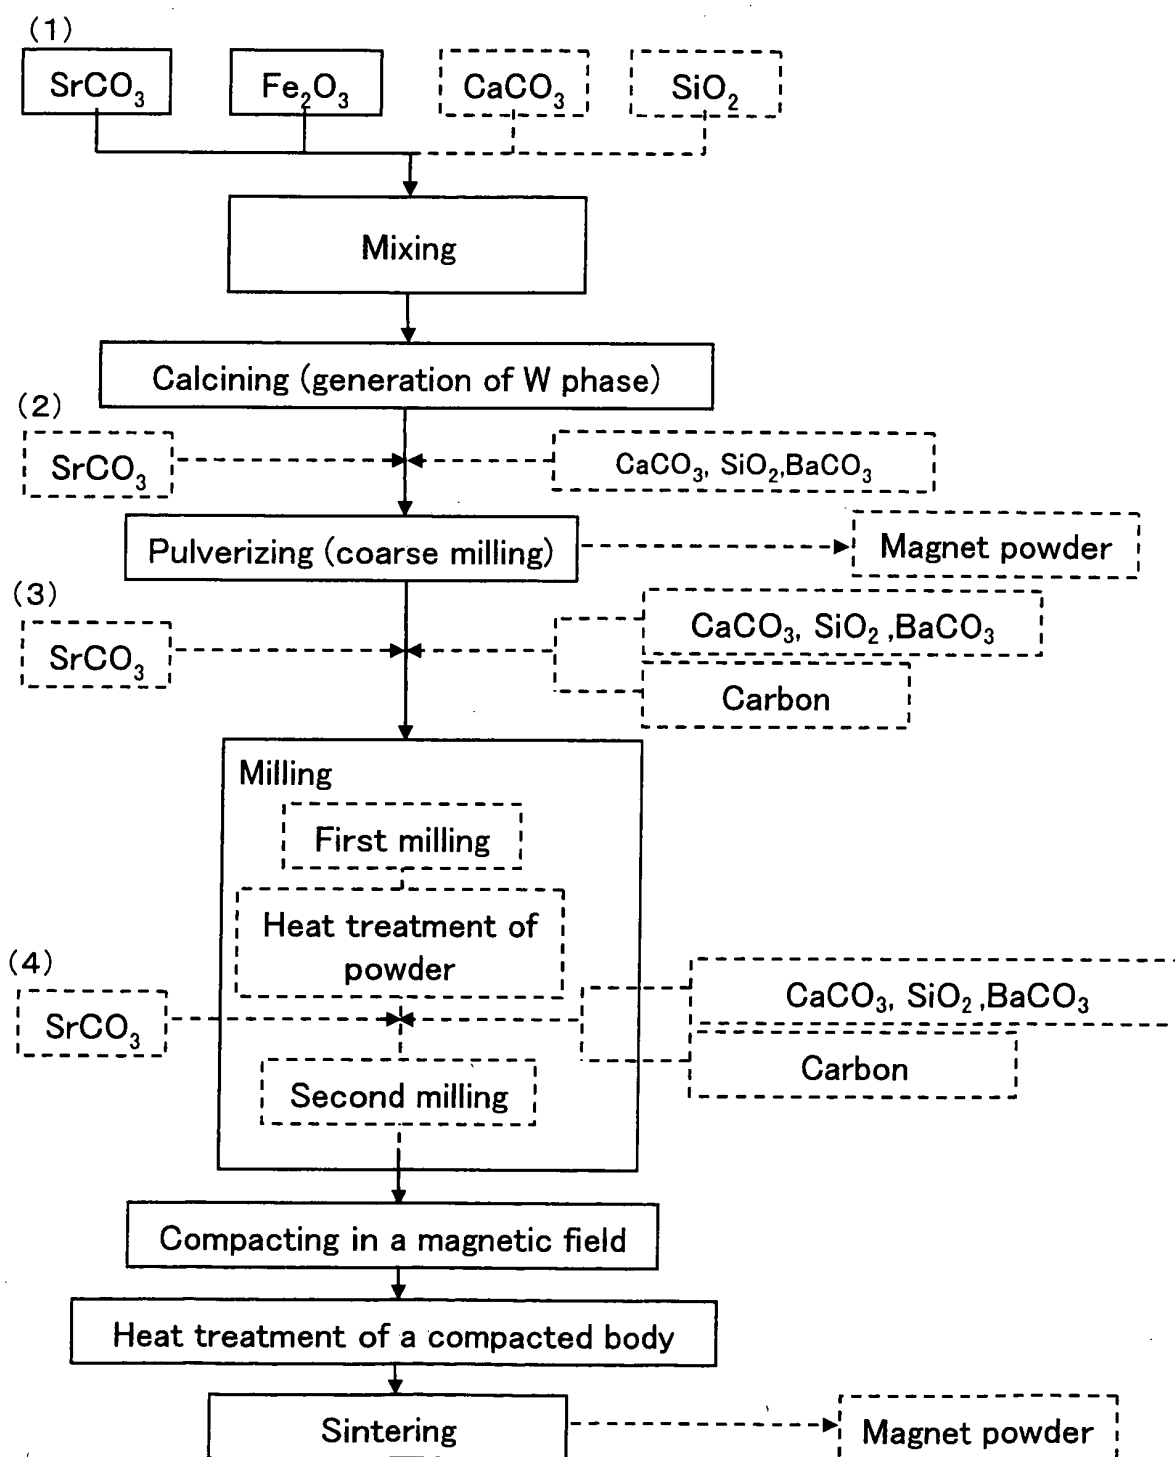 (1)
SrCO₃
Fe₂O₃
CaCO₃
SiO₂
Mixing
Calcining (generation of W phase)
(2)
SrCO₃
CaCO₃, SiO₂,BaCO₃
Pulverizing (coarse milling)
Magnet powder
(3)
SrCO₃
CaCO₃, SiO₂ ,BaCO₃
Carbon
Milling
First milling
Heat treatment of
powder
(4)
SrCO₃
CaCO₃, SiO₂ ,BaCO₃
Carbon
Second milling
Compacting in a magnetic field
Heat treatment of a compacted body
Sintering
Magnet powder